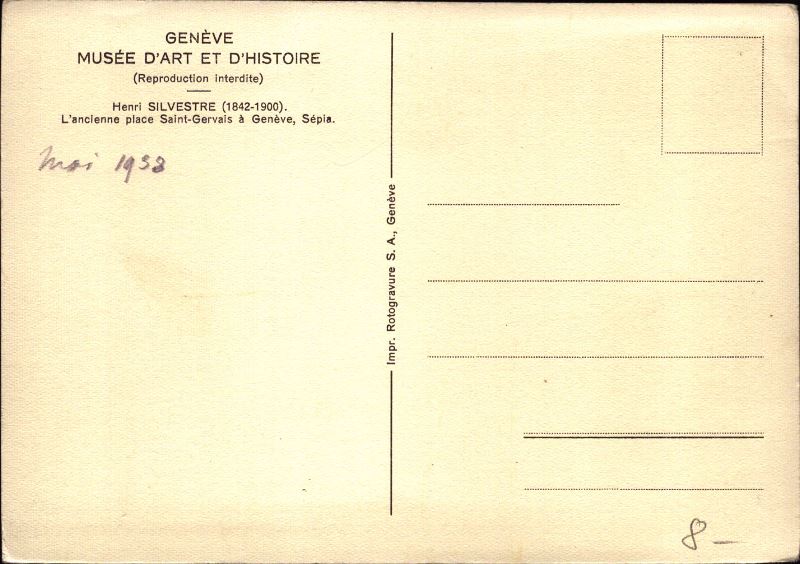 GENÈVE
MUSÉE D'ART ET D'HISTOIRE
(Reproduction interdite)
Henri SILVESTRE (1842-1900).
L'ancienne place Saint-Gervais à Genève, Sépia.
Mai 1933
Impr. Rotogravure S. A., Genève
8_